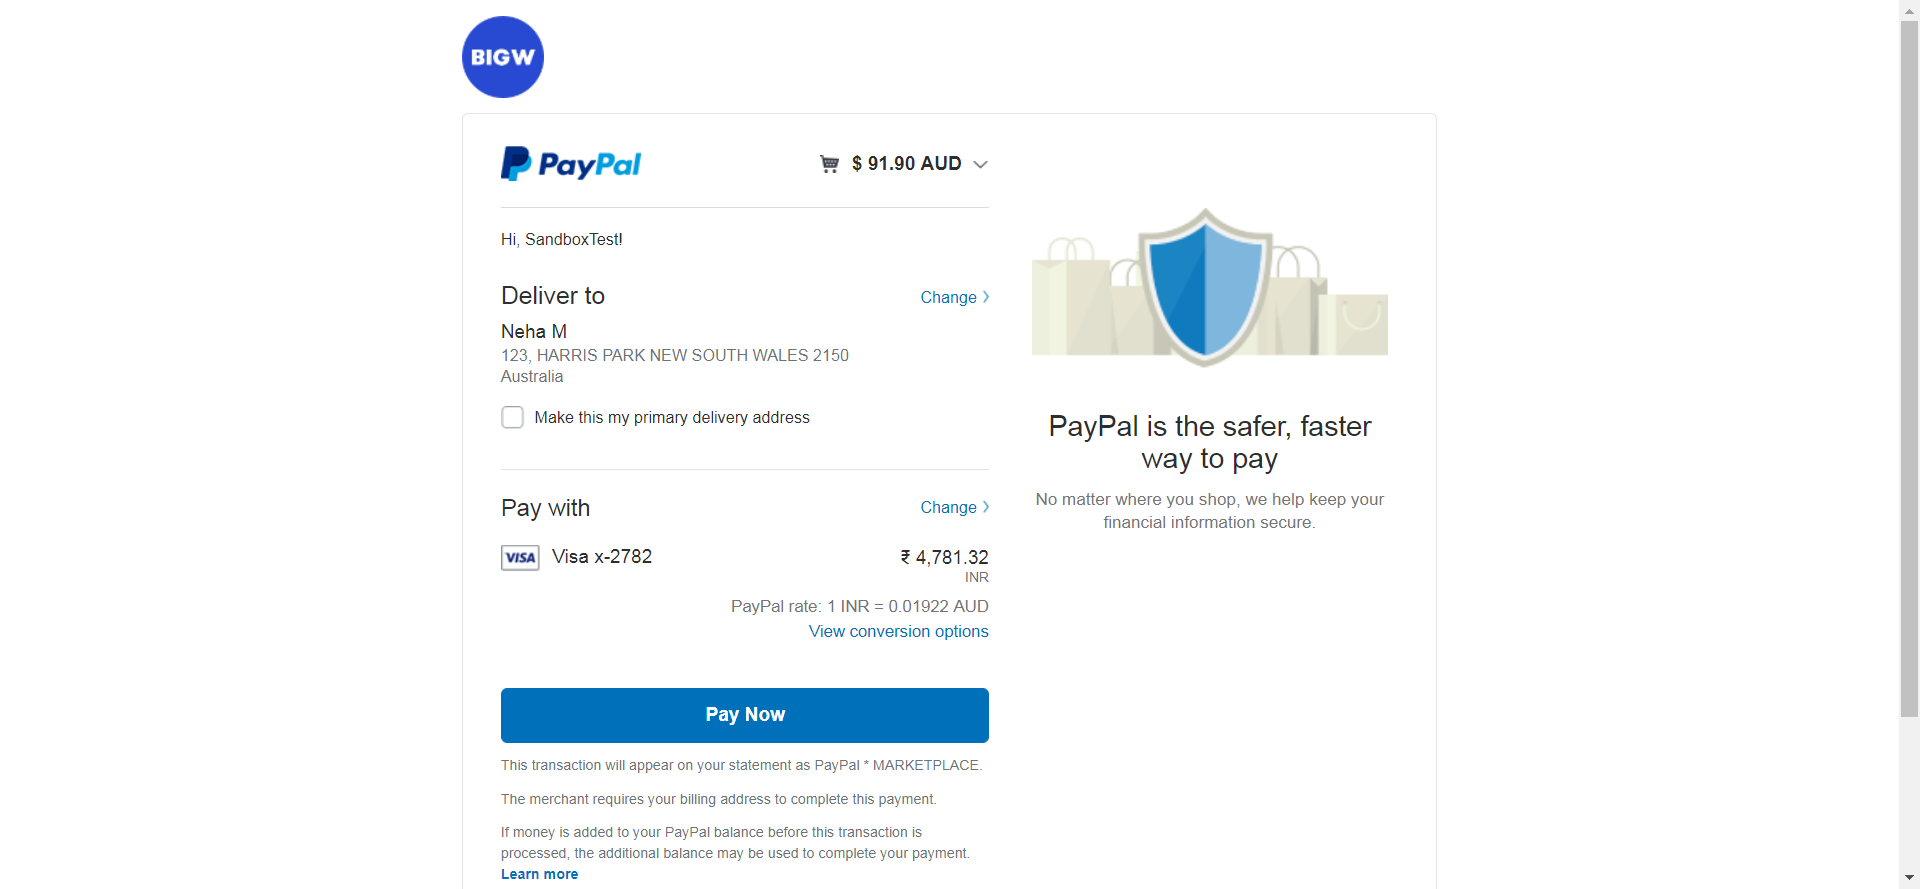 BIGW
PayPal
$ 91.90 AUD
Hi, SandboxTest!
Deliver to
Change
Neha M
123, HARRIS PARK NEW SOUTH WALES 2150
Australia
Make this my primary delivery address
Pay with
Change
VISA Visa x-2782
₹ 4,781.32
INR
PayPal rate: 1 INR = 0.01922 AUD
View conversion options
Pay Now
This transaction will appear on your statement as PayPal * MARKETPLACE.
The merchant requires your billing address to complete this payment.
If money is added to your PayPal balance before this transaction is
processed, the additional balance may be used to complete your payment.
Learn more
PayPal is the safer, faster
way to pay
No matter where you shop, we help keep your
financial information secure.